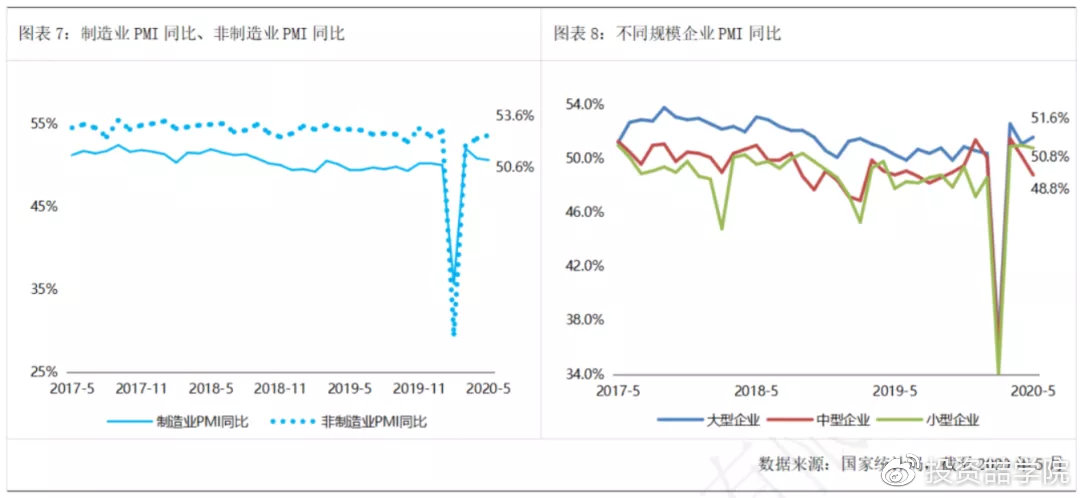 图表 7：制造业 PMI 同比、非制造业 PMI 同比
55%
45%
35%
25%
53.6%
50.6%
2017-5 2017-11 2018-5 2018-11 2019-5 2019-11 2020-5
制造业PMI同比 非制造业PMI同比
图表 8：不同规模企业 PMI 同比
54.0%
50.0%
46.0%
42.0%
38.0%
34.0%
51.6%
50.8%
48.8%
2017-5 2018-5 2019-5 2020-5
大型企业 中型企业 小型企业
数据来源：国家统计局，截至 2020 年 5 月
投资品学院